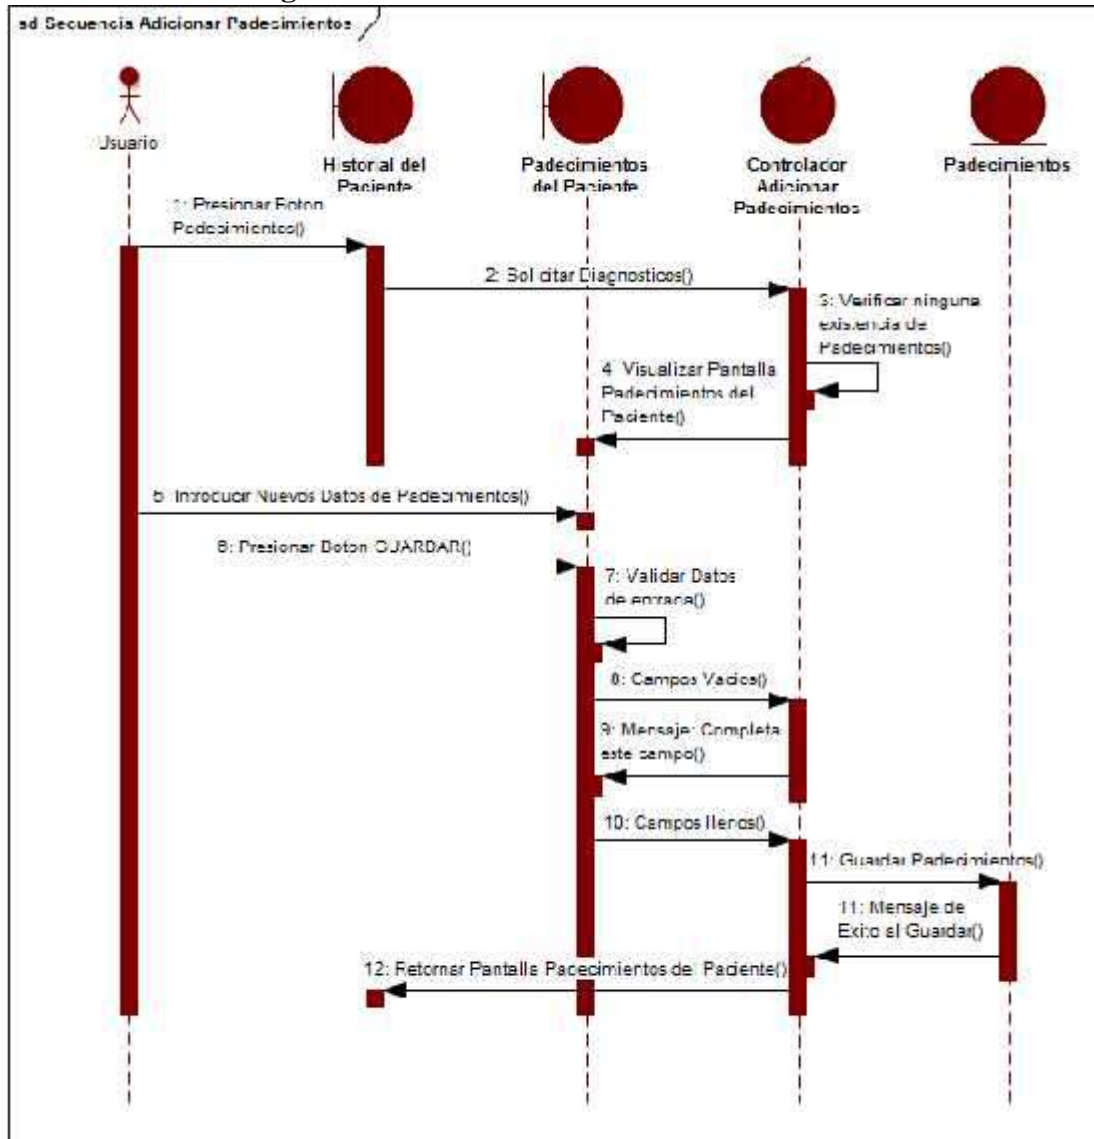 sd Secuencia Adicionar Padecimientos
Usuario
Historial del
Paciente
Padecimientos
del Paciente
Controlador
Adicionar
Padecimientos
Padecimientos
1: Presionar Boton
Padecimientos()
2: Solicitar Diagnosticos()
3: Verificar ninguna
existencia de
Padecimientos()
4: Visualizar Pantalla
Padecimientos del
Paciente()
5: Introducir Nuevos Datos de Padecimientos()
6: Presionar Boton GUARDAR()
7: Validar Datos
de entrada()
8: Campos Vacios()
9: Mensaje: Completa
este campo()
10: Campos llenos()
11: Guardar Padecimientos()
11: Mensaje de
Exito al Guardar()
12: Retornar Pantalla Padecimientos del Paciente()